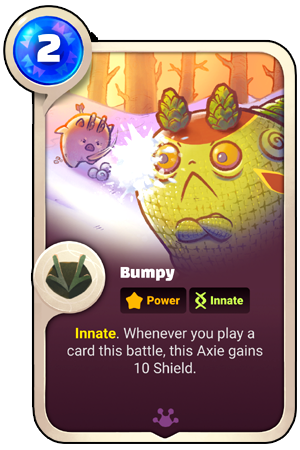 2
Bumpy
Power Innate
Innate. Whenever you play a
card this battle, this Axie gains
10 Shield.